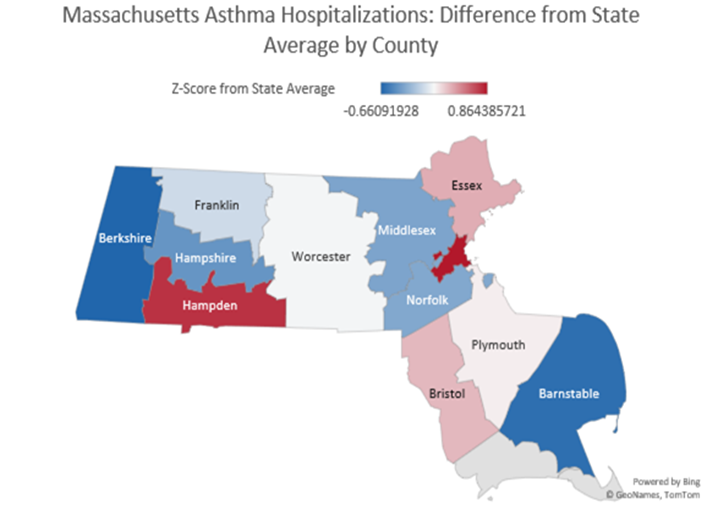 Massachusetts Asthma Hospitalizations: Difference from State
Average by County
Z-Score from State Average
-0.66091928 0.864385721
Essex
Franklin
Middlesex
Berkshire
Hampshire
Worcester
Norfolk
Hampden
Plymouth
Bristol
Barnstable
Powered by Bing
© GeoNames, TomTom